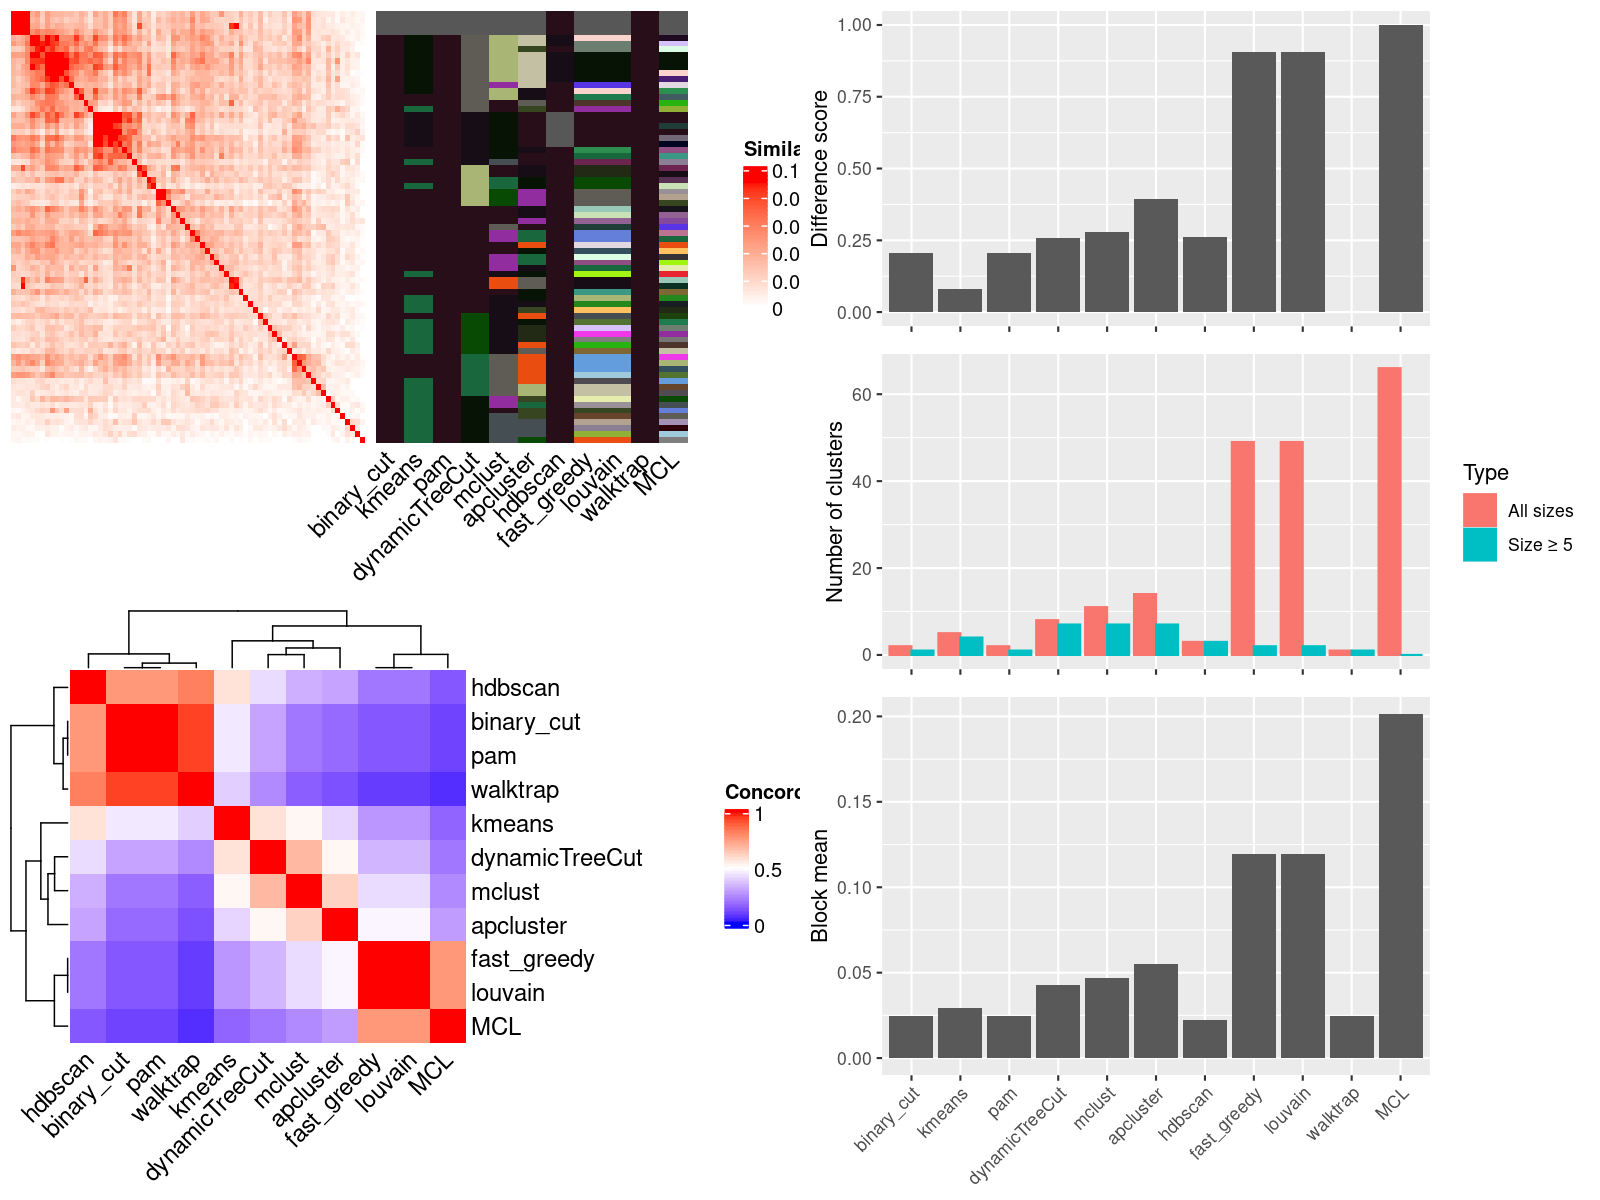 binary_cut
kmeans
pam
dynamicTreeCut
mclust
apcluster
hdbscan
fast_greedy
louvain
walktrap
MCL
Simila
0.1
0.0
0.0
0.0
0.0
0
hdbscan
binary_cut
pam
walktrap
kmeans
dynamicTreeCut
mclust
apcluster
fast_greedy
louvain
MCL
hdbscan
binary_cut
pam
walktrap
kmeans
dynamicTreeCut
mclust
apcluster
fast_greedy
louvain
MCL
Concord
1
0.5
0
Difference score
1.00
0.75
0.50
0.25
0.00
Number of clusters
60
40
20
0
Type
All sizes
Size ≥ 5
Block mean
0.20
0.15
0.10
0.05
0.00
binary_cut
kmeans
pam
dynamicTreeCut
mclust
apcluster
hdbscan
fast_greedy
louvain
walktrap
MCL